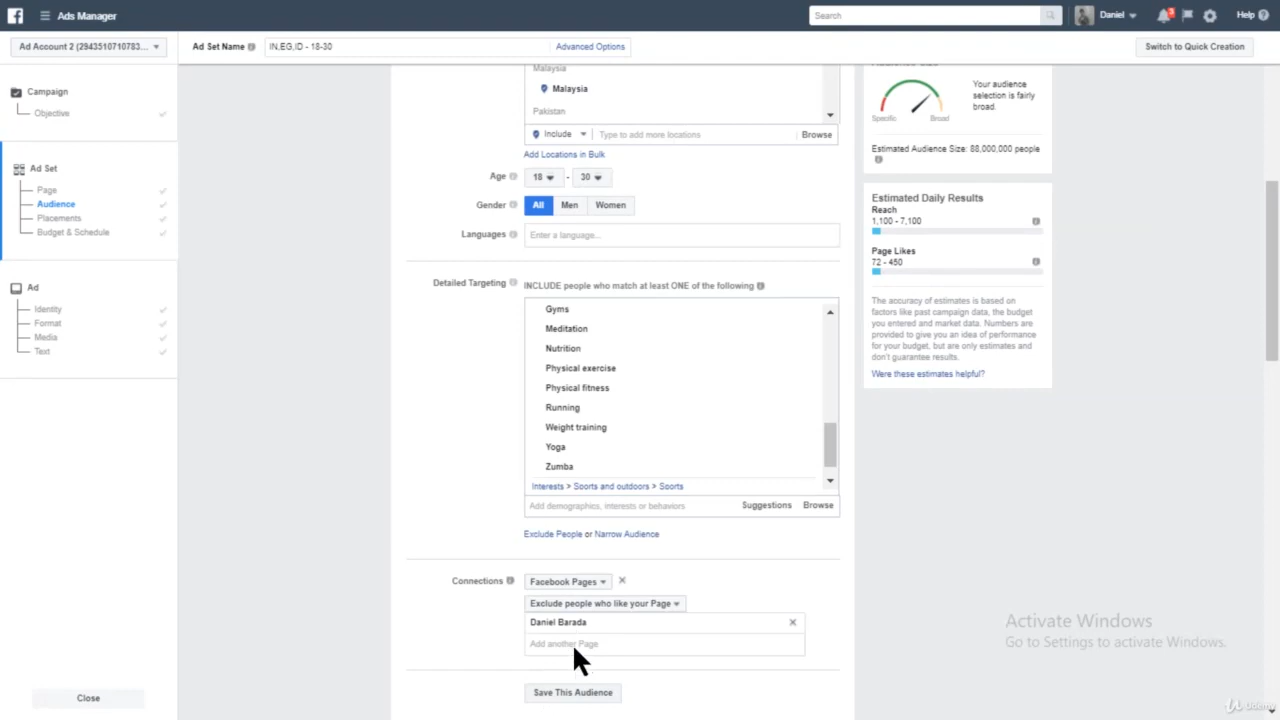 Ads Manager
Search
Daniel
Help
Ad Account 2 (2943510710783...
Ad Set Name
IN,EG,ID - 18-30
Advanced Options
Switch to Quick Creation
Campaign
Objective
Ad Set
Page
Audience
Placements
Budget & Schedule
Ad
Identity
Format
Media
Text
Close
Malaysia
Malaysia
Pakistan
Include
Type to add more locations
Browse
Add Locations in Bulk
Age
18
-
30
Gender
All
Men
Women
Languages
Enter a language...
Detailed Targeting
INCLUDE people who match at least ONE of the following
Gyms
Meditation
Nutrition
Physical exercise
Physical fitness
Running
Weight training
Yoga
Zumba
Interests > Sports and outdoors > Sports
Add demographics, interests or behaviors
Suggestions
Browse
Exclude People or Narrow Audience
Connections
Facebook Pages
Exclude people who like your Page
Daniel Barada
Add another Page
Save This Audience
Audience Size
Your audience
selection is fairly
broad.
Specific
Broad
Estimated Audience Size: 88,000,000 people
Estimated Daily Results
Reach
1,100 - 7,100
Page Likes
72 - 450
The accuracy of estimates is based on
factors like past campaign data, the budget
you entered and market data. Numbers are
provided to give you an idea of performance
for your budget, but are only estimates and
don't guarantee results.
Were these estimates helpful?
Activate Windows
Go to Settings to activate Windows.
Udemy